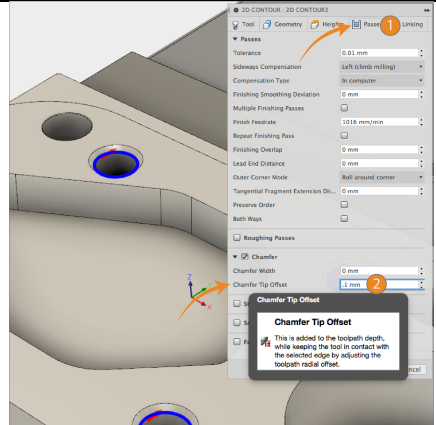 2D CONTOUR : 2D CONTOUR3
Tool Geometry Heights Passes Linking
1
Passes
Tolerance 0.01 mm
Sideways Compensation Left (climb milling)
Compensation Type In computer
Finishing Smoothing Deviation 0 mm
Multiple Finishing Passes
Finish Feedrate 1016 mm/min
Repeat Finishing Pass
Finishing Overlap 0 mm
Lead End Distance 0 mm
Outer Corner Mode Roll around corner
Tangential Fragment Extension Dis... 0 mm
Preserve Order
Both Ways
Roughing Passes
Chamfer
Chamfer Width 0 mm
Chamfer Tip Offset .1 mm
2
Z
X
Chamfer Tip Offset
Chamfer Tip Offset
This is added to the toolpath depth,
while keeping the tool in contact with
the selected edge by adjusting the
toolpath radial offset.
ncel